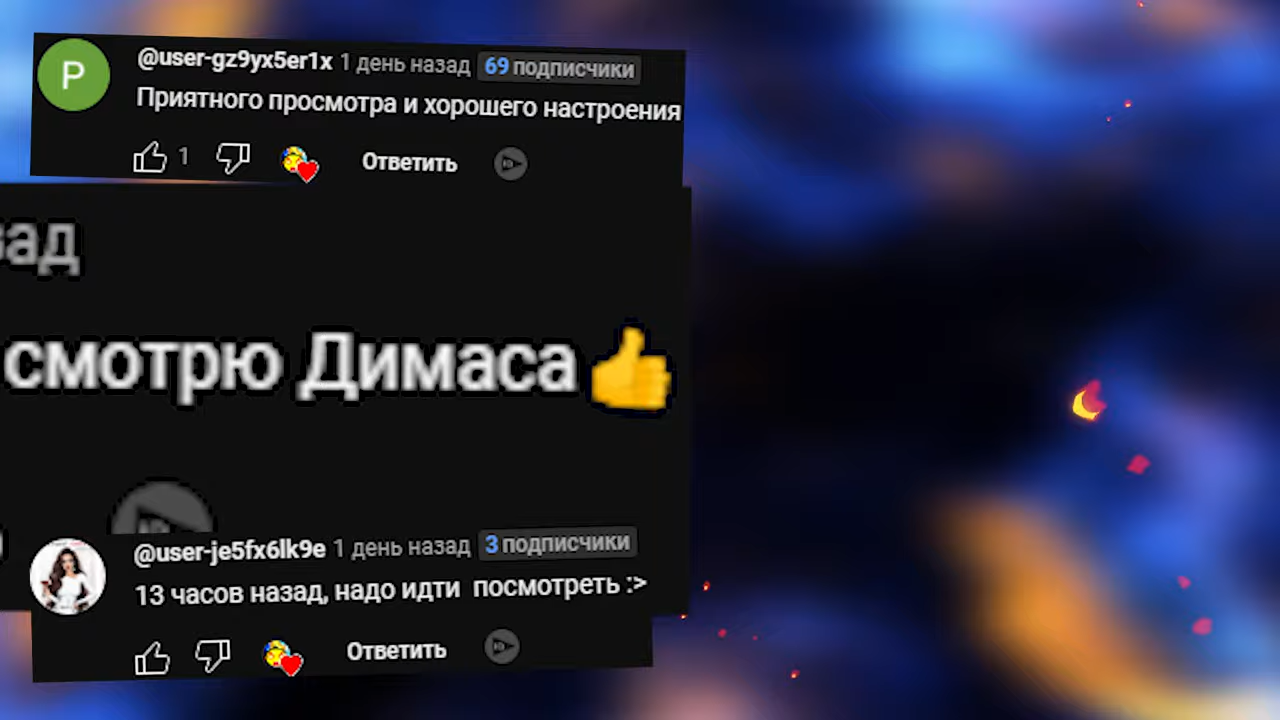 P
@user-gz9yx5er1x 1 день назад 69 подписчики
Приятного просмотра и хорошего настроения
1
Ответить
зад
смотрю Димаса👍
@user-je5fx6lk9e 1 день назад 3 подписчики
13 часов назад, надо идти посмотреть :>
Ответить